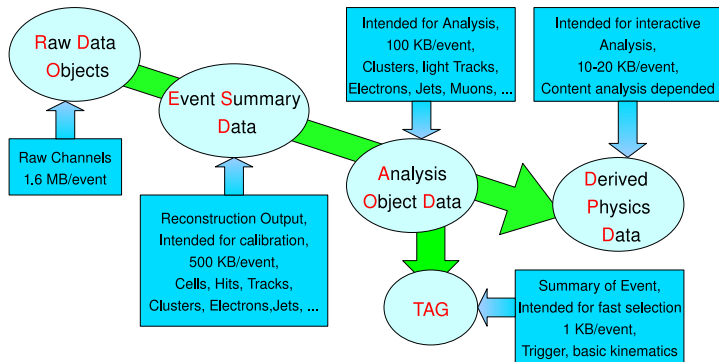 Raw Data
Objects
Raw Channels
1.6 MB/event
Event Summary
Data
Reconstruction Output,
Intended for calibration,
500 KB/event,
Cells, Hits, Tracks,
Clusters, Electrons,Jets, ...
Intended for Analysis,
100 KB/event,
Clusters, light Tracks,
Electrons, Jets, Muons, ...
Analysis
Object Data
TAG
Summary of Event,
Intended for fast selection
1 KB/event,
Trigger, basic kinematics
Intended for interactive
Analysis,
10-20 KB/event,
Content analysis depended
Derived
Physics
Data